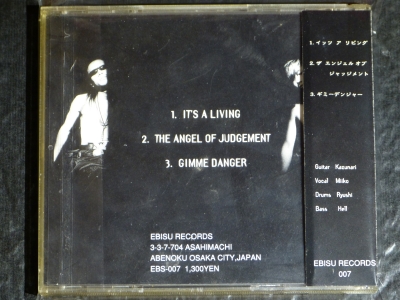 1. IT'S A LIVING
2. THE ANGEL OF JUDGEMENT
3. GIMME DANGER
EBISU RECORDS
3-3-7-704 ASAHIMACHI
ABENOKU OSAKA CITY,JAPAN
EBS-007 1,300YEN
1.イッツ ア リビング
2.ザ エンジェル オブ
ジャッジメント
3.ギミーデンジャー
Guitar Kazunari
Vocal Miiko
Drums Ryushi
Bass Hell
EBISU RECORDS
007